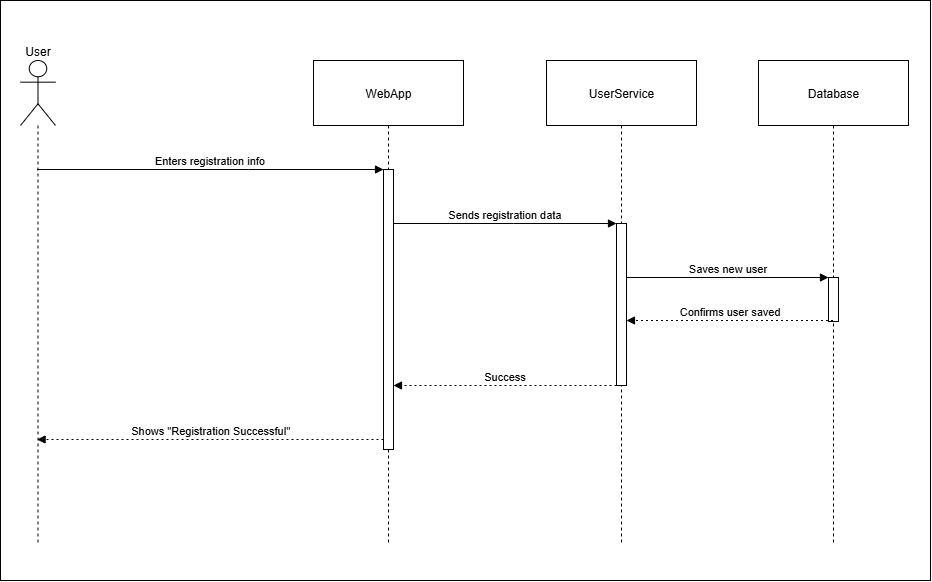 User
WebApp
UserService
Database
Enters registration info
Sends registration data
Saves new user
Confirms user saved
Success
Shows "Registration Successful"